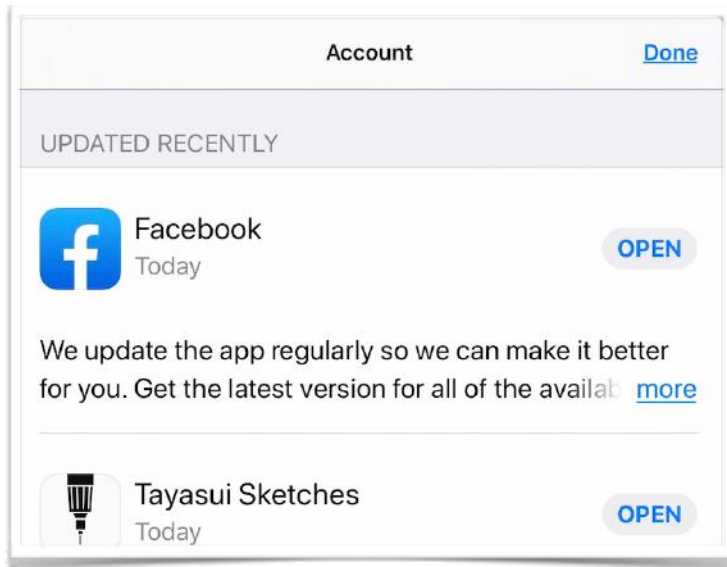 Account
Done
UPDATED RECENTLY
Facebook
Today
OPEN
We update the app regularly so we can make it better
for you. Get the latest version for all of the availab more
Tayasui Sketches
Today
OPEN